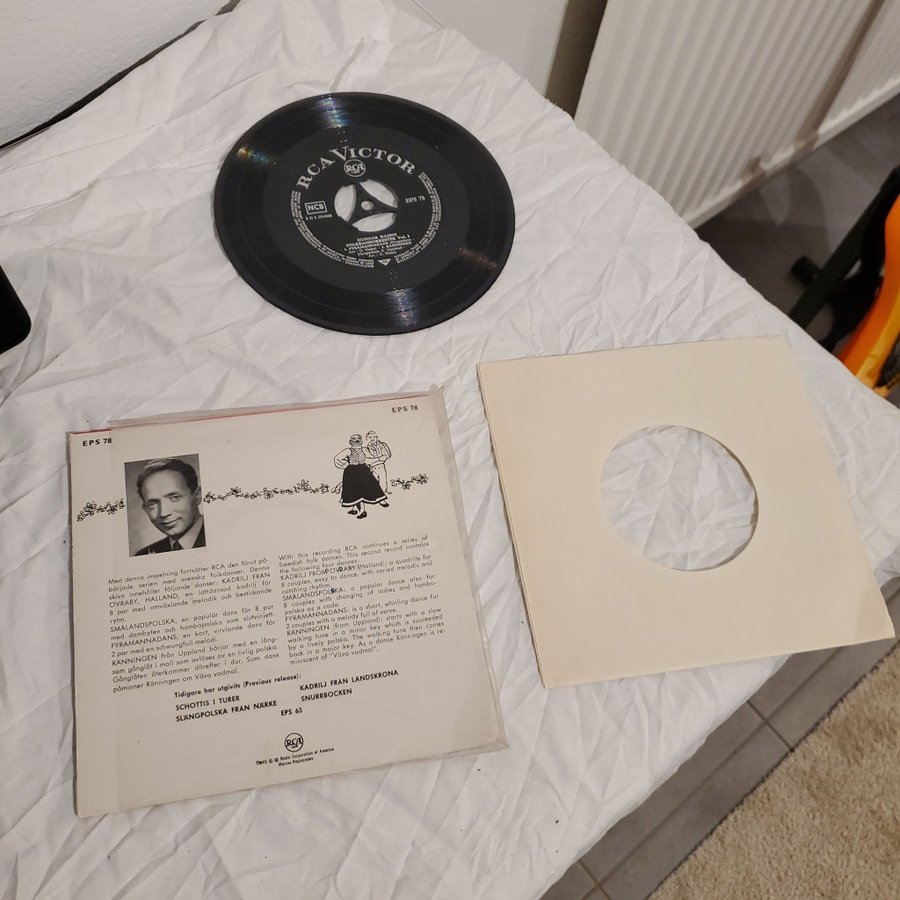 RCA VICTOR
RCA
NCB
EPS 78
GUNNAR HAHNS
FOLKDANSORKESTER Vol 2
EPS 78
EPS 78
Med denna inspelning fortsätter RCA den förut på-
började serien med svenska folkdanser. Denna
skiva innehåller följande danser: KADRILJ FRÅN
ÖVRABY, HALLAND, en lättdansad kadrilj för
8 par med omväxlande melodik och bestickande
rytm.
SMÅLANDSPOLSKA, en populär dans för 8 par
med dambyten och hambopolska som slutvinjett.
FYRAMANNADANS, en kort, virvlande dans för
2 par med en schwungfull melodi.
RÄNNINGEN från Uppland börjar med en lång-
som gånglåt i moll som avlöses av en livlig polska.
Gånglåten återkommer därefter i dur. Som dans
påminner Ränningen om Väva vadmal.
With this recording RCA continues a series of
Swedish folk dances. This second record contains
the following four dances:
KADRILJ FROM ÖVRABY (Halland); a quadrille for
8 couples, easy to dance, with varied melodic and
catching rhythm.
SMÅLANDSPOLSKA; a popular dance also for
8 couples with changing of ladies and hambo-
polska as a coda.
FYRAMANNADANS; is a short, whirling dance for
2 couples with a melody full of verve.
RÄNNINGEN (from Uppland); starts with a slow
walking tune in a minor key which is succeeded
by a lively polska. The walking tune then comes
back in a major key. As a dance Ränningen is re-
miniscent of "Väva vadmal".
Tidigare har utgivits (Previous release):
SCHOTTIS I TURER
KADRILJ FRÅN LANDSKRONA
SLÄNGPOLSKA FRÅN NÄRKE
SNURRBOCKEN
EPS 63
RCA
TMKS ® © Radio Corporation of America
Marcas Registradas